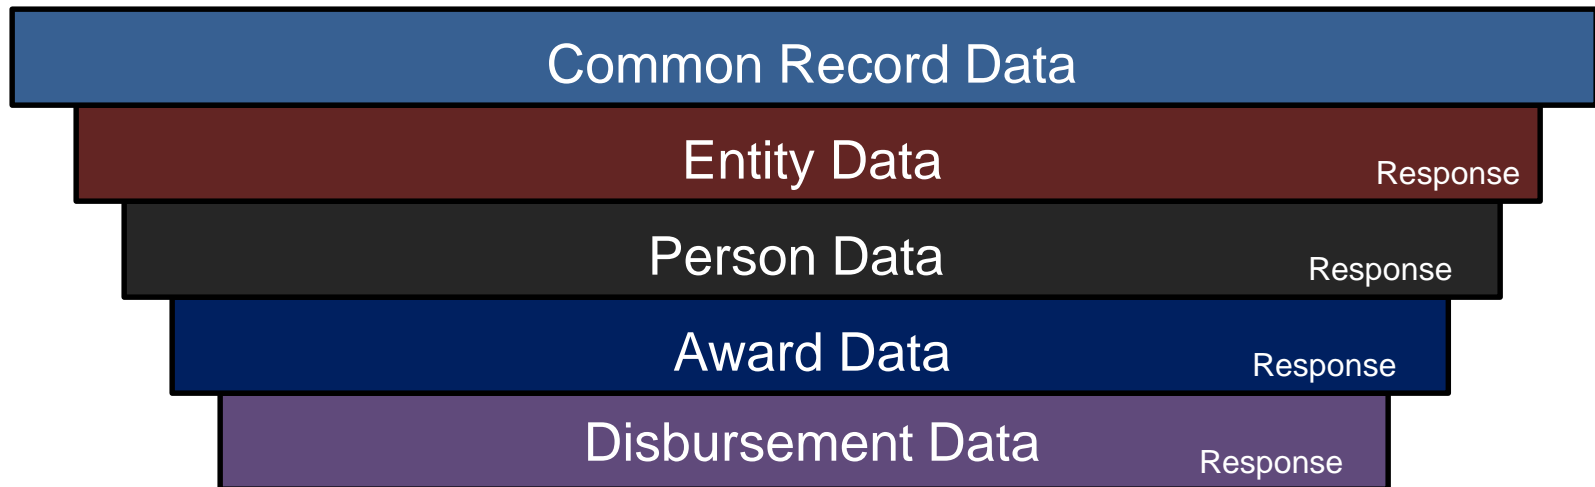 Common Record Data
Entity Data
Response
Person Data
Response
Award Data
Response
Disbursement Data
Response